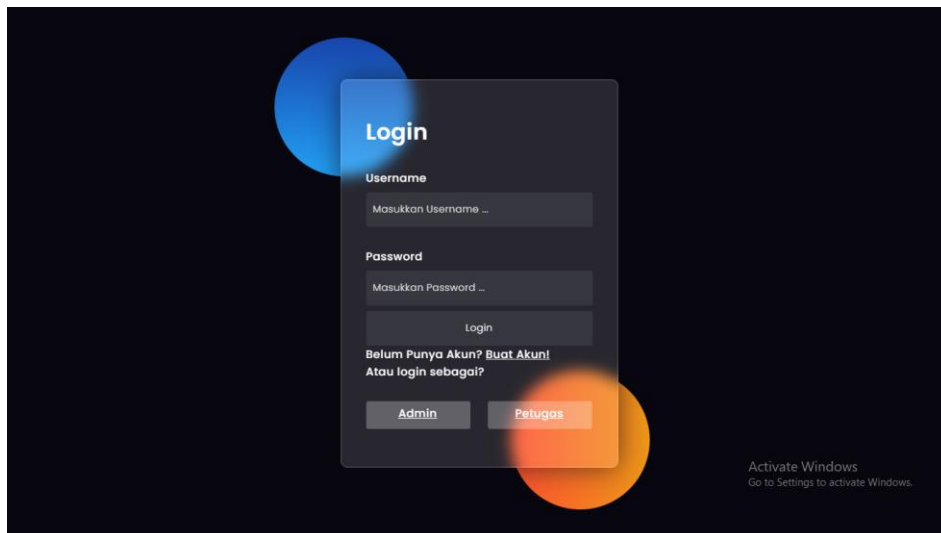 Login
Username
Masukkan Username ...
Password
Masukkan Password ...
Login
Belum Punya Akun? Buat Akun!
Atau login sebagai?
Admin Petugas
Activate Windows
Go to Settings to activate Windows.